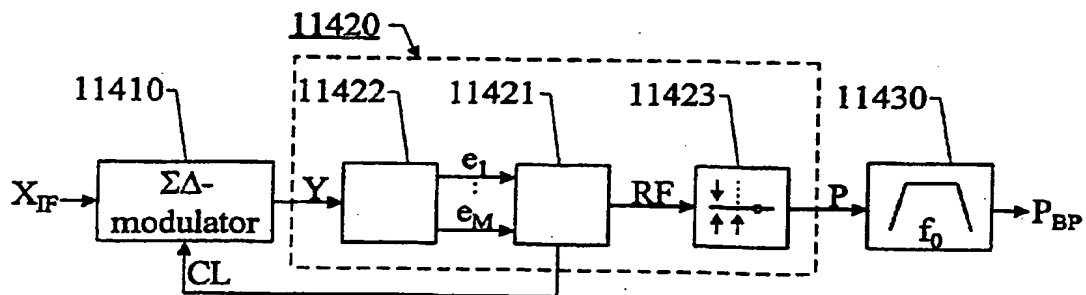 11420
11410
11422
11421
11423
11430
X_IF
ΣΔ-
modulator
Y
e_1
⋮
e_M
RF
P
f_0
P_BP
CL